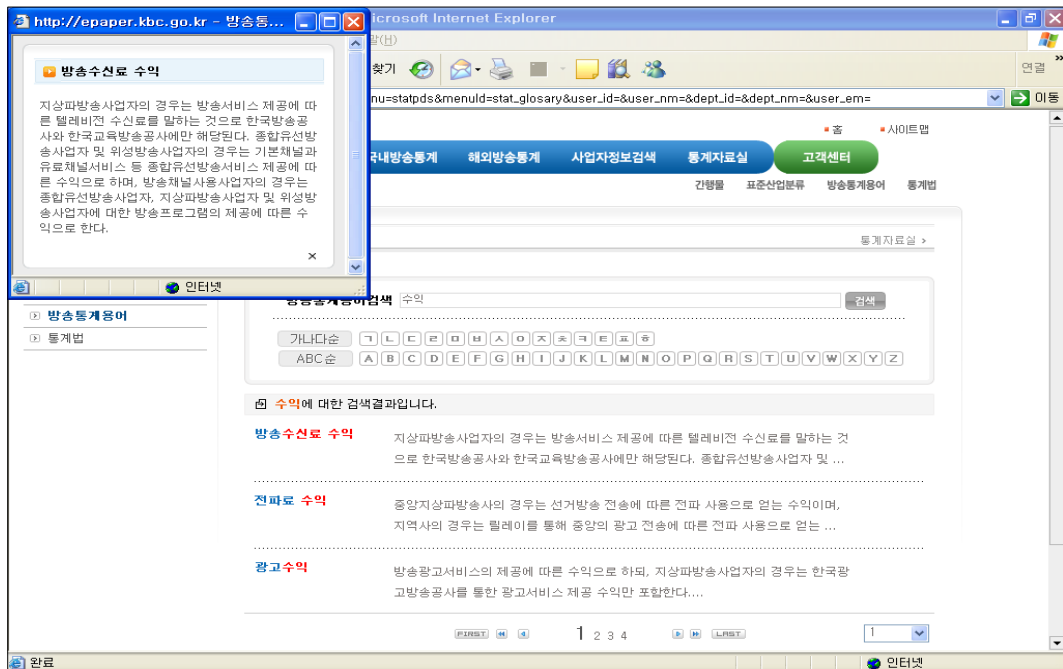 http://epaper.kbc.go.kr - 방송통...
icrosoft Internet Explorer
방송수신료 수익
지상파방송사업자의 경우는 방송서비스 제공에 따
른 텔레비전 수신료를 말하는 것으로 한국방송공
사와 한국교육방송공사에만 해당된다. 종합유선방
송사업자 및 위성방송사업자의 경우는 기본채널과
유료채널서비스 등 종합유선방송서비스 제공에 따
른 수익으로 하며, 방송채널사용사업자의 경우는
종합유선방송사업자, 지상파방송사업자 및 위성방
송사업자에 대한 방송프로그램의 제공에 따른 수
익으로 한다.
인터넷
말(H)
찾기
연결
nu=statpds&menuId=stat_glosary&user_id=&user_nm=&dept_id=&dept_nm=&user_em=
이동
홈 사이트맵
국내방송통계 해외방송통계 사업자정보검색 통계자료실 고객센터
간행물 표준산업분류 방송통계용어 통계법
통계자료실 >
방송통계용어
통계법
방송통계용어검색 수익 검색
가나다순 ㄱ ㄴ ㄷ ㄹ ㅁ ㅂ ㅅ ㅇ ㅈ ㅊ ㅋ ㅌ ㅍ ㅎ
ABC순 A B C D E F G H I J K L M N O P Q R S T U V W X Y Z
수익에 대한 검색결과입니다.
방송수신료 수익
지상파방송사업자의 경우는 방송서비스 제공에 따른 텔레비전 수신료를 말하는 것
으로 한국방송공사와 한국교육방송공사에만 해당된다. 종합유선방송사업자 및 ...
전파료 수익
중앙지상파방송사의 경우는 선거방송 전송에 따른 전파 사용으로 얻는 수익이며,
지역사의 경우는 릴레이를 통해 중앙의 광고 전송에 따른 전파 사용으로 얻는 ...
광고수익
방송광고서비스의 제공에 따른 수익으로 하되, 지상파방송사업자의 경우는 한국광
고방송공사를 통한 광고서비스 제공 수익만 포함한다....
FIRST 1 2 3 4 LAST 1
완료 인터넷